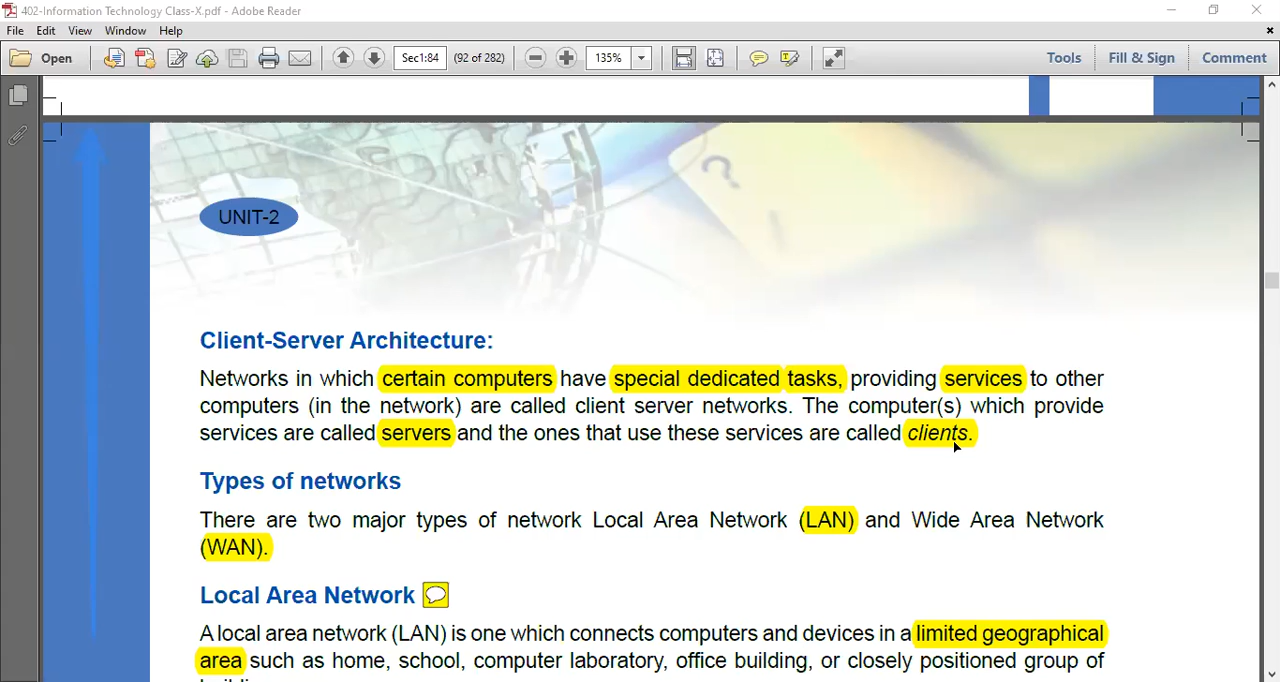 402-Information Technology Class-X.pdf - Adobe Reader
File Edit View Window Help
Open Sec1:84 (92 of 282) 135% Tools Fill & Sign Comment
UNIT-2
Client-Server Architecture:
Networks in which certain computers have special dedicated tasks, providing services to other
computers (in the network) are called client server networks. The computer(s) which provide
services are called servers and the ones that use these services are called clients.
Types of networks
There are two major types of network Local Area Network (LAN) and Wide Area Network
(WAN).
Local Area Network
A local area network (LAN) is one which connects computers and devices in a limited geographical
area such as home, school, computer laboratory, office building, or closely positioned group of